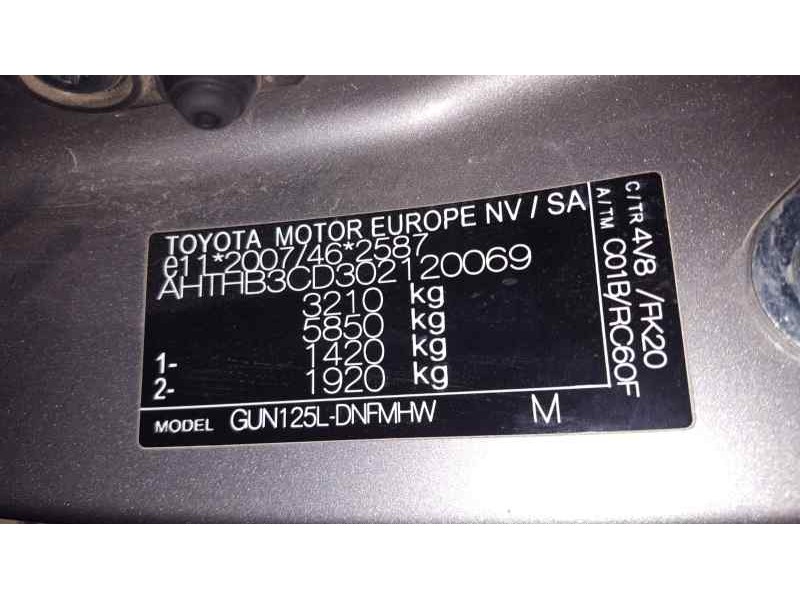 TOYOTA MOTOR EUROPE NV / SA
e11*2007/46*2587
AHTHB3CD302120069
3210 kg
5850 kg
1- 1420 kg
2- 1920 kg
MODEL GUN125L-DNFMHW M
C/TR 4V8 /FK20
A/TM C01B/RC60F